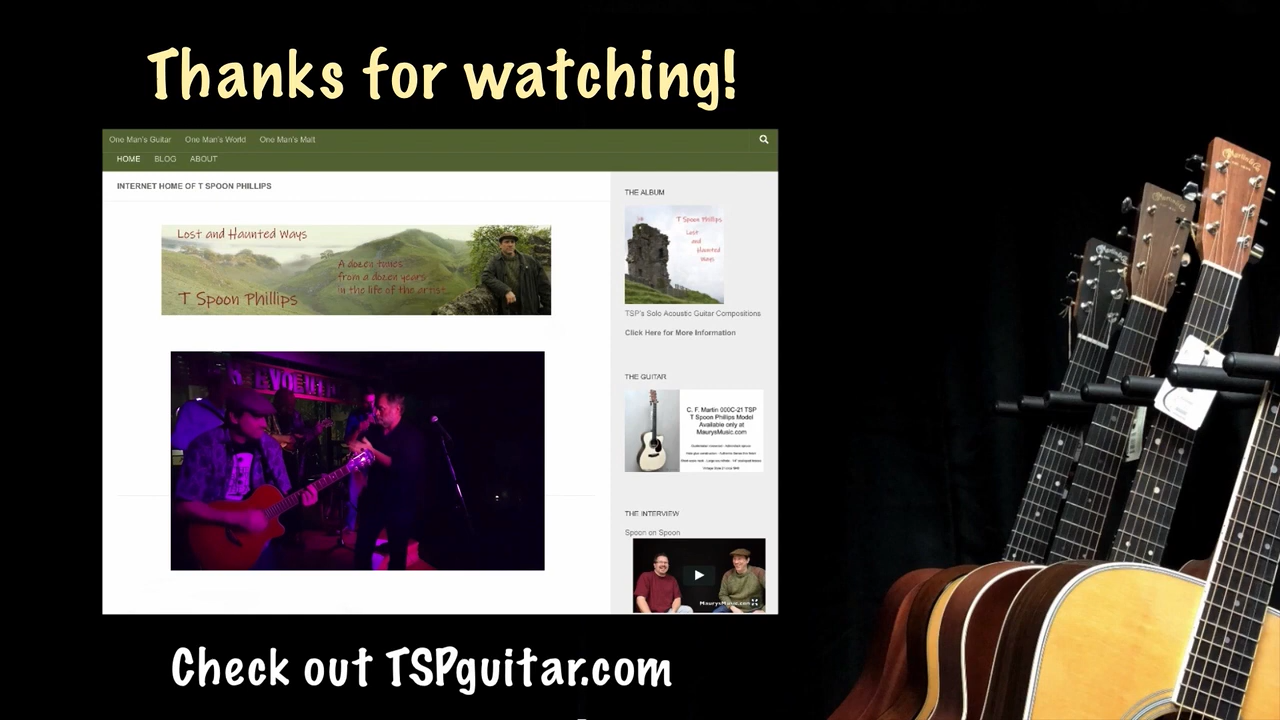 Thanks for watching!
One Man's Guitar One Man's World One Man's Malt
HOME BLOG ABOUT
INTERNET HOME OF T SPOON PHILLIPS
Lost and Haunted Ways
A dozen tunes
from a dozen years
in the life of the artist
T Spoon Phillips
THE ALBUM
T Spoon Phillips
Lost
and
Haunted
Ways
TSP's Solo Acoustic Guitar Compositions
Click Here for More Information
THE GUITAR
C. F. Martin 000C-21 TSP
T Spoon Phillips Model
Available only at
MaurysMusic.com
THE INTERVIEW
Spoon on Spoon
MaurysMusic.com
Check out TSPguitar.com